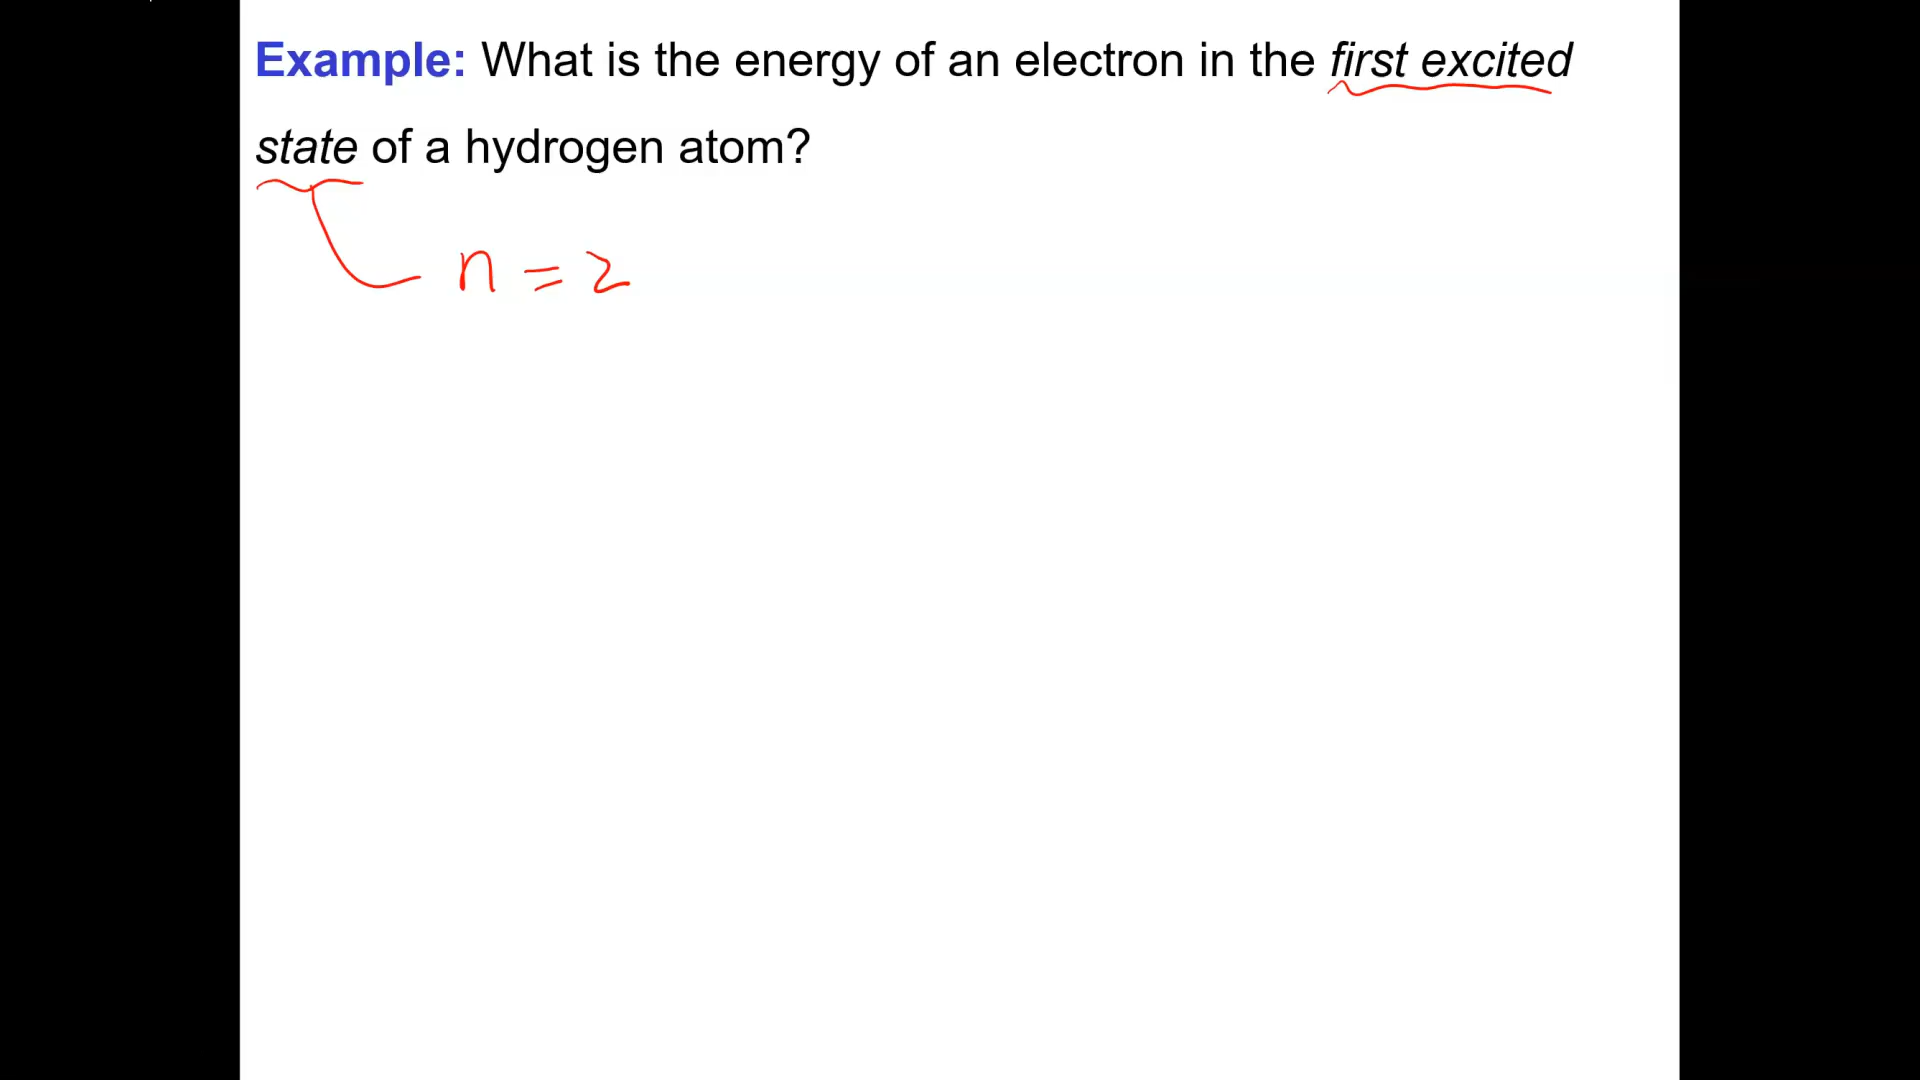 Example: What is the energy of an electron in the first excited
state of a hydrogen atom?
n = 2